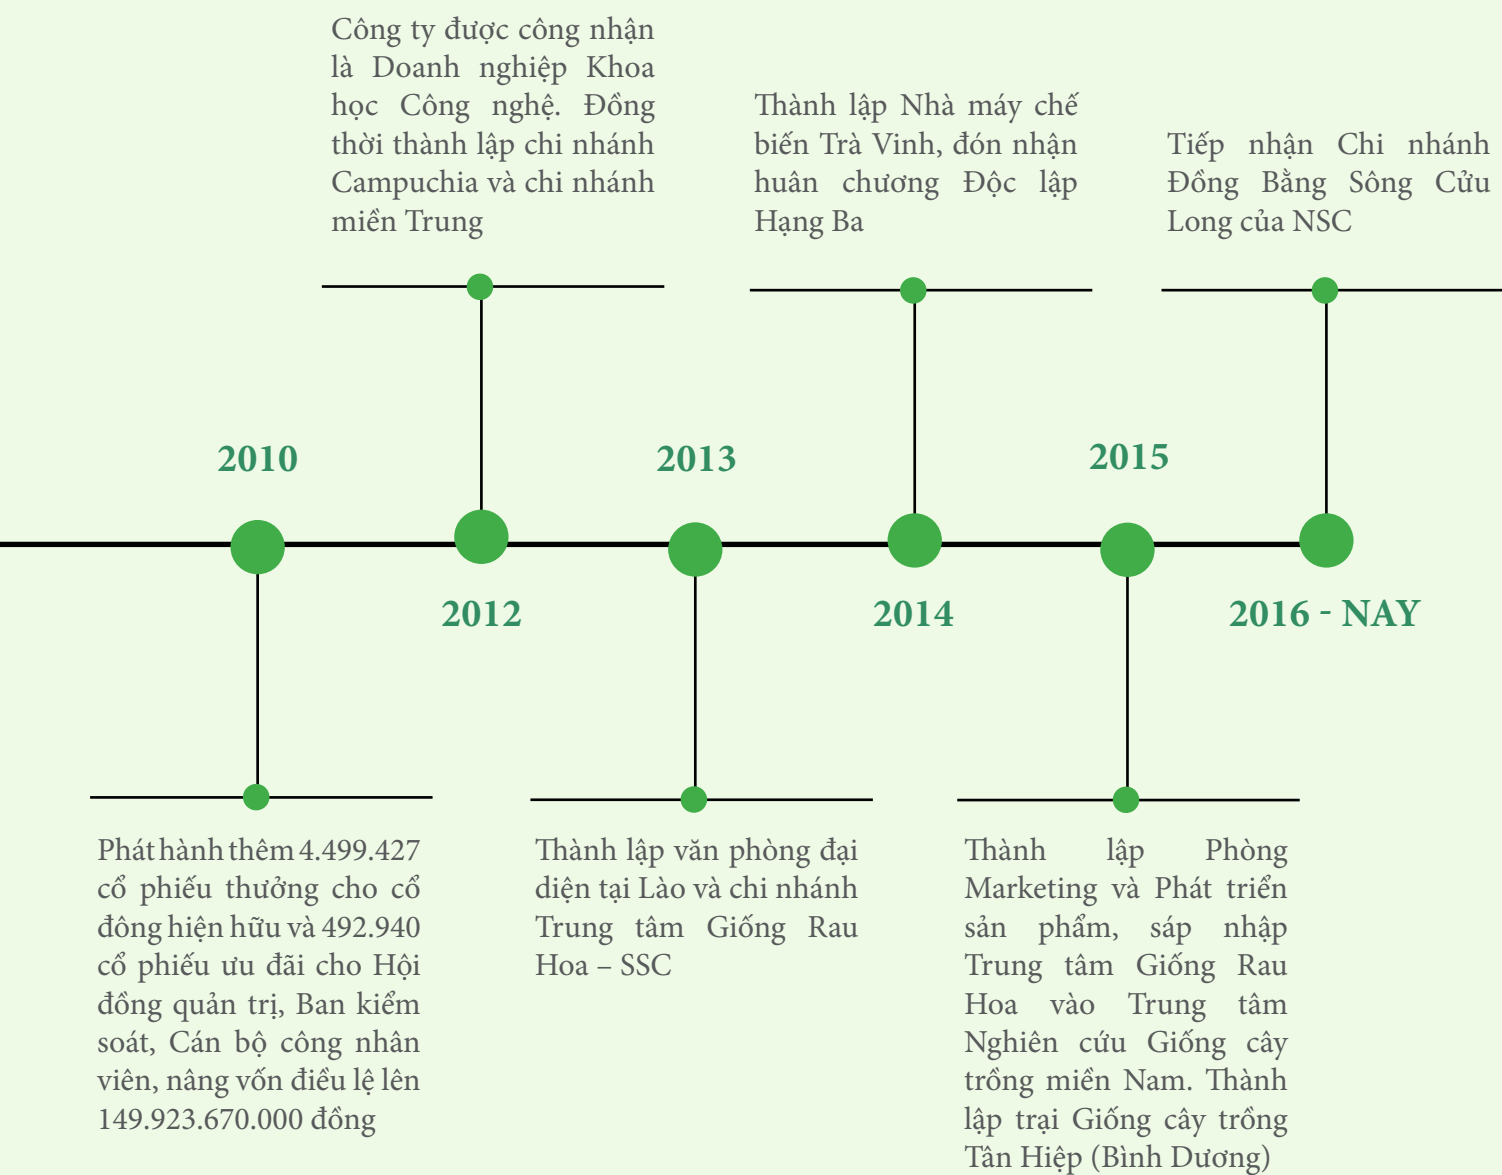 2010
Phát hành thêm 4.499.427
cổ phiếu thưởng cho cổ
đông hiện hữu và 492.940
cổ phiếu ưu đãi cho Hội
đồng quản trị, Ban kiểm
soát, Cán bộ công nhân
viên, nâng vốn điều lệ lên
149.923.670.000 đồng
Công ty được công nhận
là Doanh nghiệp Khoa
học Công nghệ. Đồng
thời thành lập chi nhánh
Campuchia và chi nhánh
miền Trung
2012
2013
Thành lập văn phòng đại
diện tại Lào và chi nhánh
Trung tâm Giống Rau
Hoa – SSC
Thành lập Nhà máy chế
biến Trà Vinh, đón nhận
huân chương Độc lập
Hạng Ba
2014
2015
Thành lập Phòng
Marketing và Phát triển
sản phẩm, sáp nhập
Trung tâm Giống Rau
Hoa vào Trung tâm
Nghiên cứu Giống cây
trồng miền Nam. Thành
lập trại Giống cây trồng
Tân Hiệp (Bình Dương)
Tiếp nhận Chi nhánh
Đồng Bằng Sông Cửu
Long của NSC
2016 - NAY